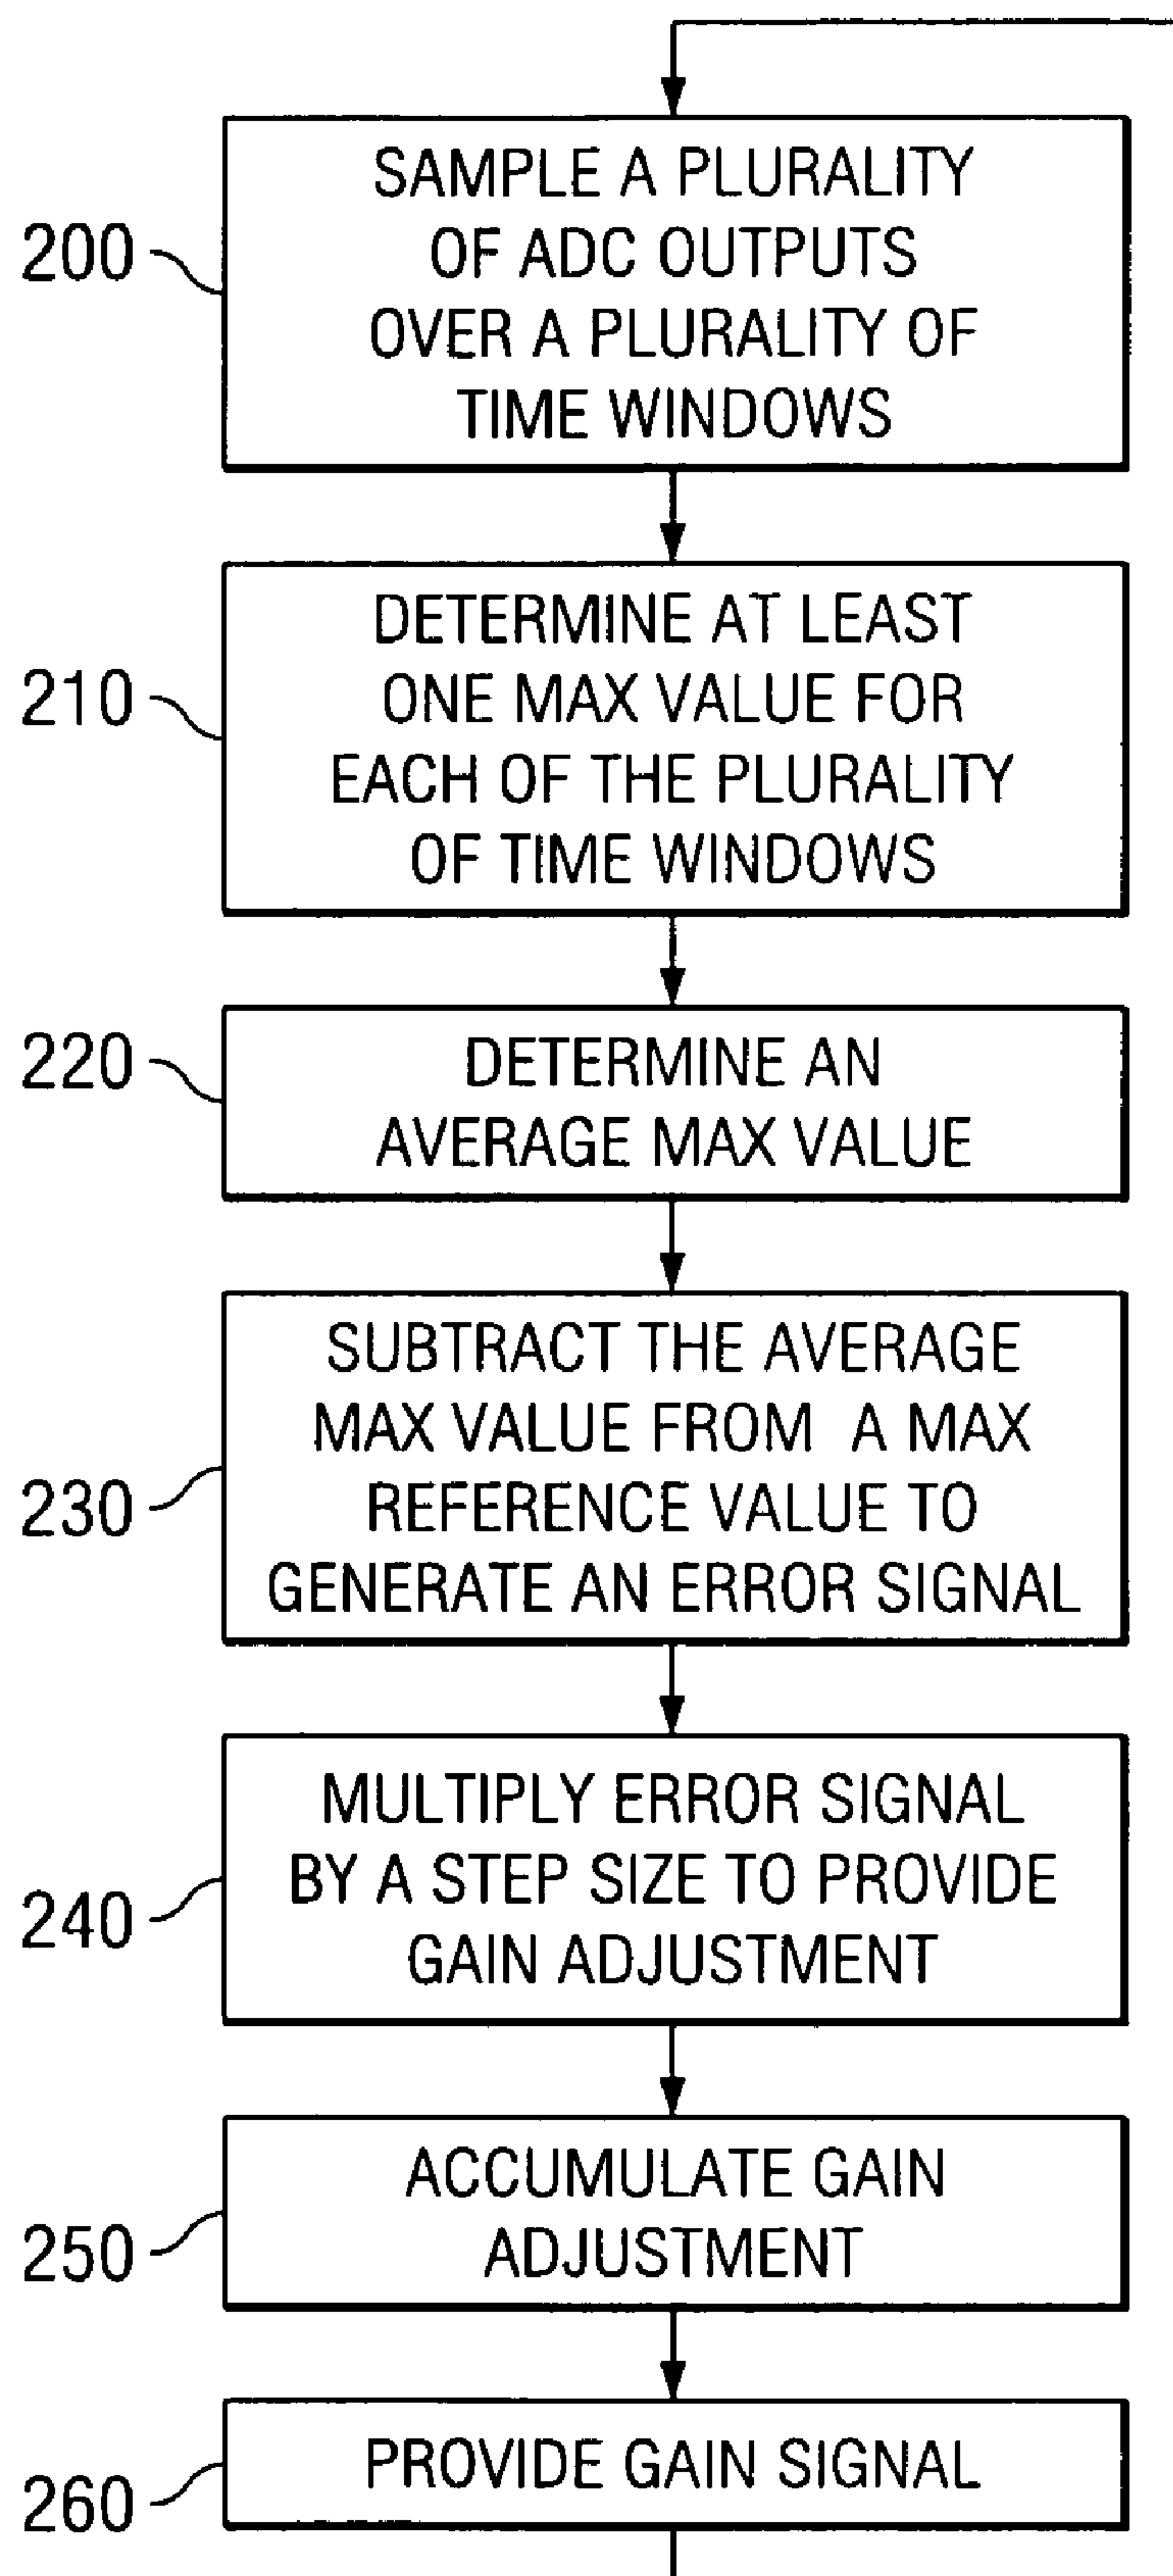 SAMPLE A PLURALITY
OF ADC OUTPUTS
OVER A PLURALITY OF
TIME WINDOWS
200
DETERMINE AT LEAST
ONE MAX VALUE FOR
EACH OF THE PLURALITY
OF TIME WINDOWS
210
DETERMINE AN
AVERAGE MAX VALUE
220
SUBTRACT THE AVERAGE
MAX VALUE FROM A MAX
REFERENCE VALUE TO
GENERATE AN ERROR SIGNAL
230
MULTIPLY ERROR SIGNAL
BY A STEP SIZE TO PROVIDE
GAIN ADJUSTMENT
240
ACCUMULATE GAIN
ADJUSTMENT
250
PROVIDE GAIN SIGNAL
260